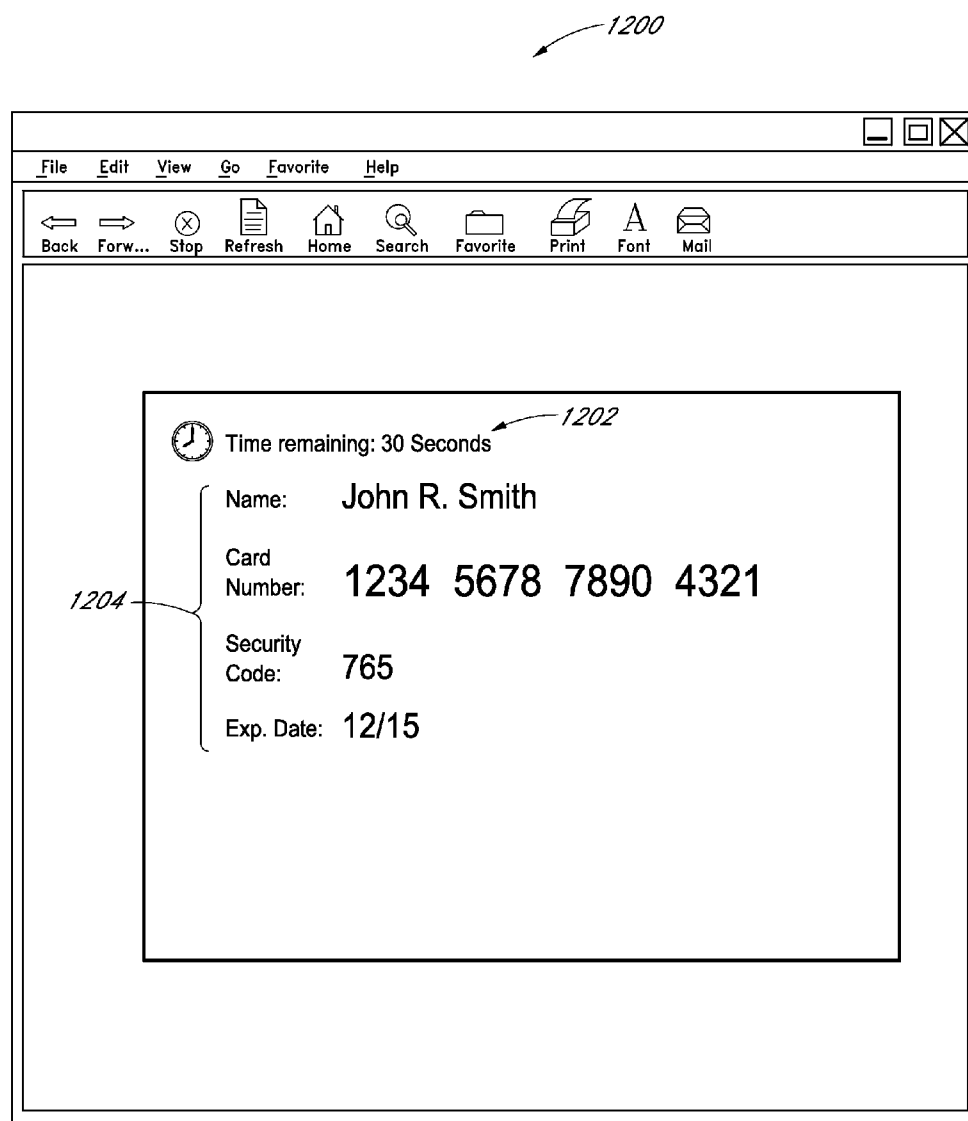 1200
File Edit View Go Favorite Help
Back Forw... Stop Refresh Home Search Favorite Print A Font Mail
1202
Time remaining: 30 Seconds
Name: John R. Smith
Card
Number: 1234 5678 7890 4321
1204
Security
Code: 765
Exp. Date: 12/15